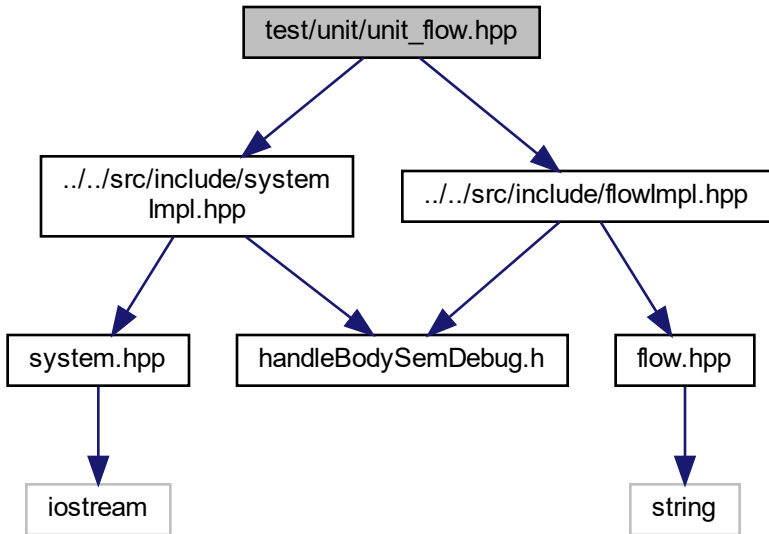 test/unit/unit_flow.hpp
../../src/include/system
Impl.hpp
../../src/include/flowImpl.hpp
system.hpp
handleBodySemDebug.h
flow.hpp
iostream
string